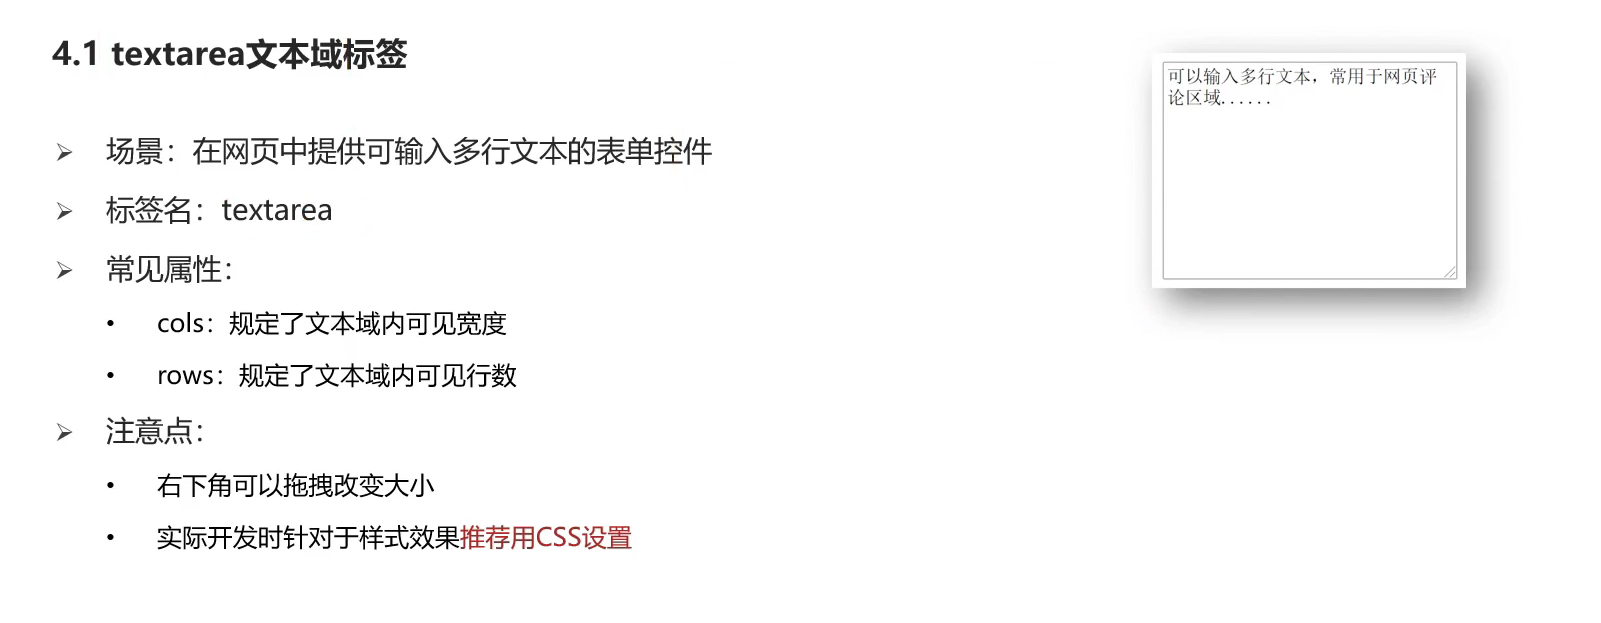 4.1 textarea文本域标签
可以输入多行文本，常用于网页评
论区域......
➢ 场景：在网页中提供可输入多行文本的表单控件
➢ 标签名：textarea
➢ 常见属性：
• cols：规定了文本域内可见宽度
• rows：规定了文本域内可见行数
➢ 注意点：
• 右下角可以拖拽改变大小
• 实际开发时针对于样式效果推荐用CSS设置